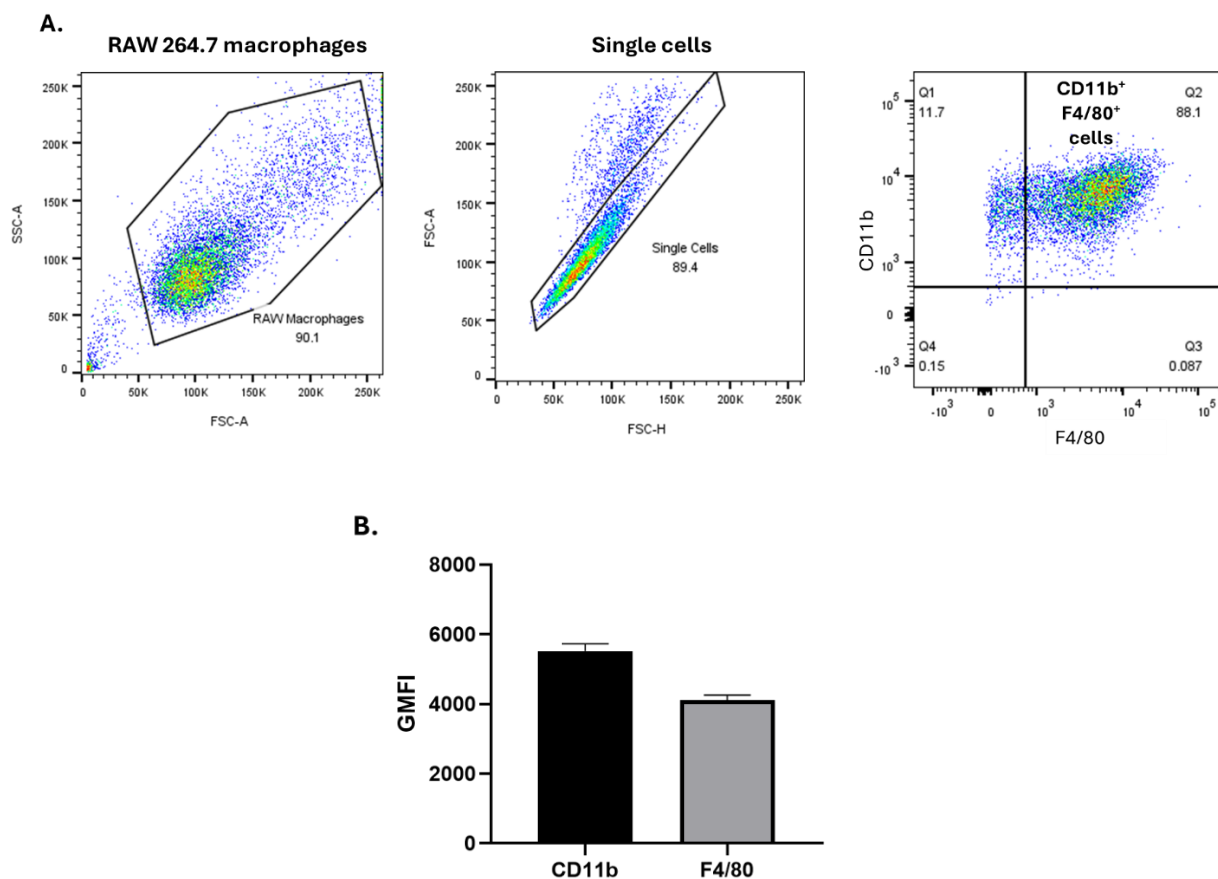 A.
RAW 264.7 macrophages
250K
200K
150K
100K
50K
0
SSC-A
RAW Macrophages
90.1
0 50K 100K 150K 200K 250K
FSC-A
Single cells
250K
200K
150K
100K
50K
0
FSC-A
Single Cells
89.4
0 50K 100K 150K 200K 250K
FSC-H
Q1
11.7
CD11b+
F4/80+
cells
Q2
88.1
10^5
10^4
10^3
0
-10^3
CD11b
Q4
0.15
Q3
0.087
-10^3 0 10^3 10^4 10^5
F4/80
B.
8000
6000
4000
2000
0
GMFI
CD11b F4/80